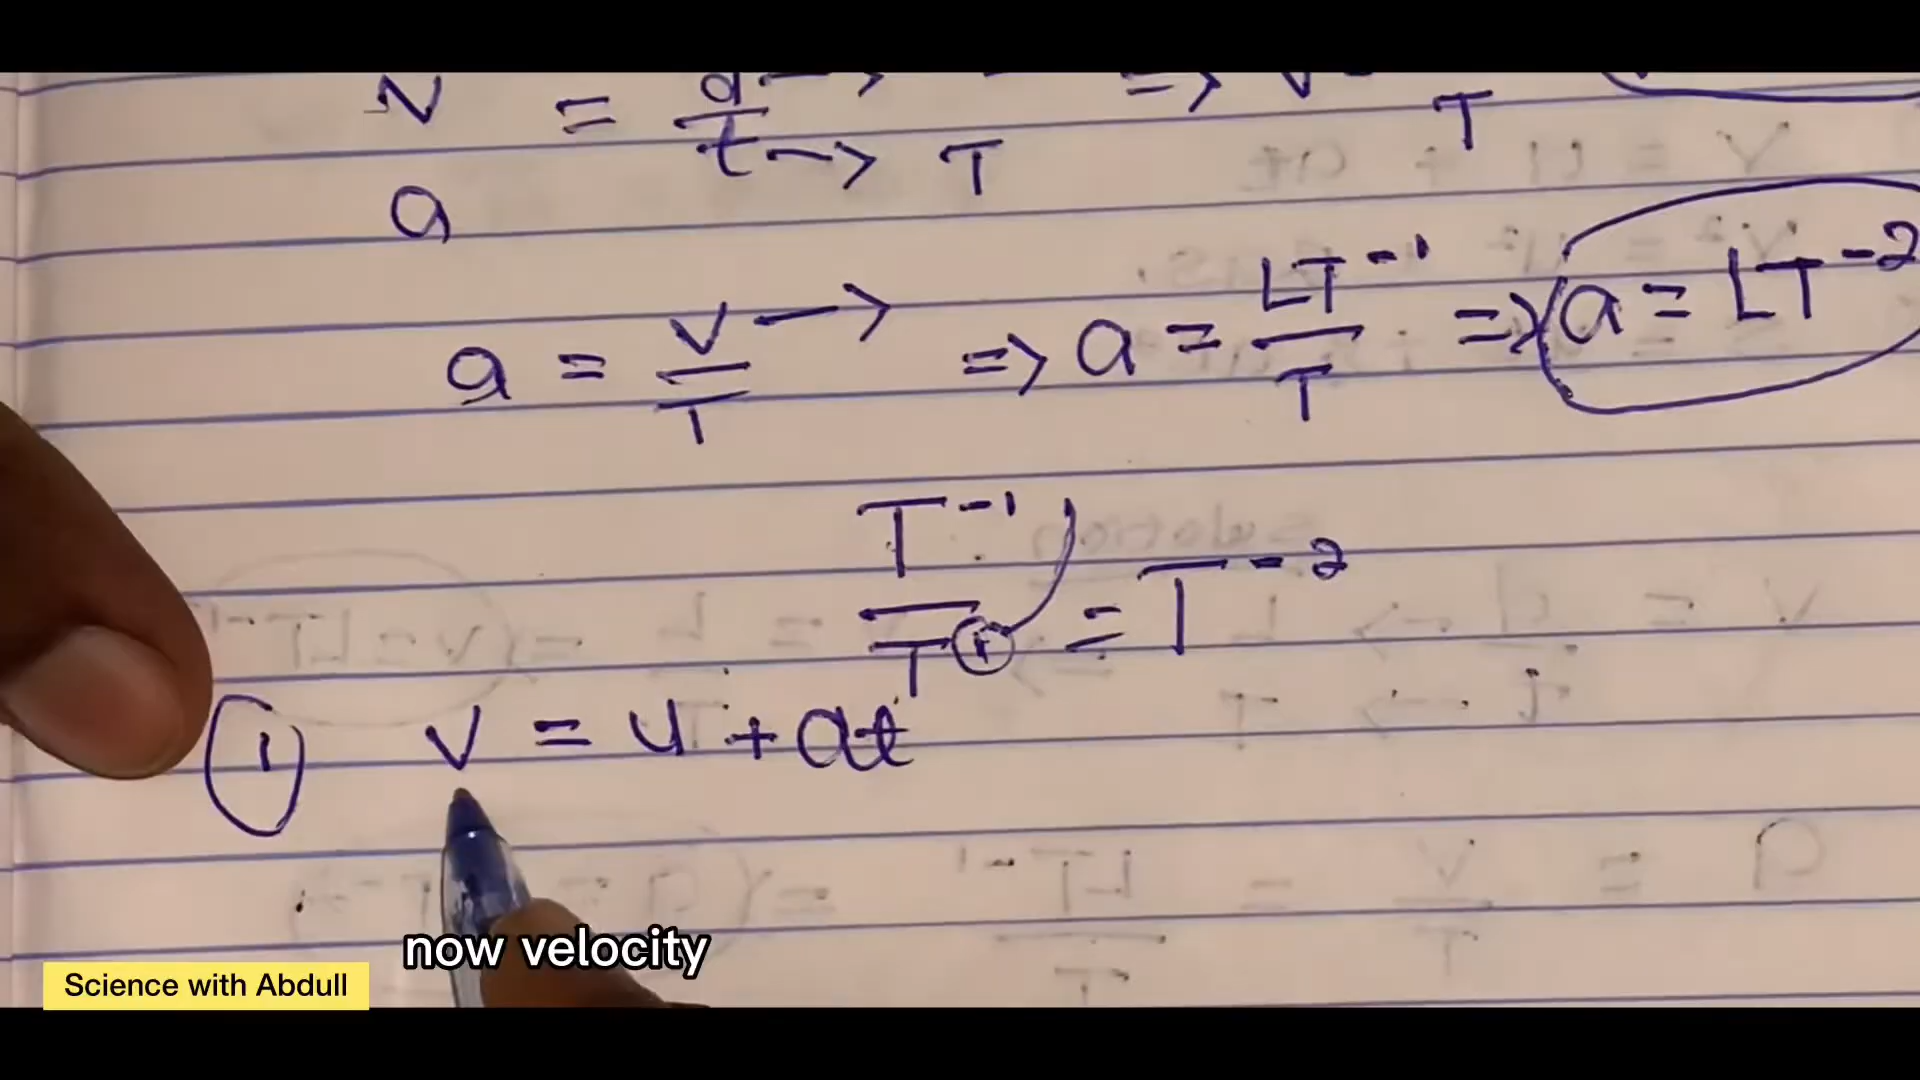 V = d/t → T => V = /T
a
a = V/T → => a = LT⁻¹/T => a = LT⁻²
T⁻¹/T¹ = T⁻²
1 V = u + at
now velocity
Science with Abdull